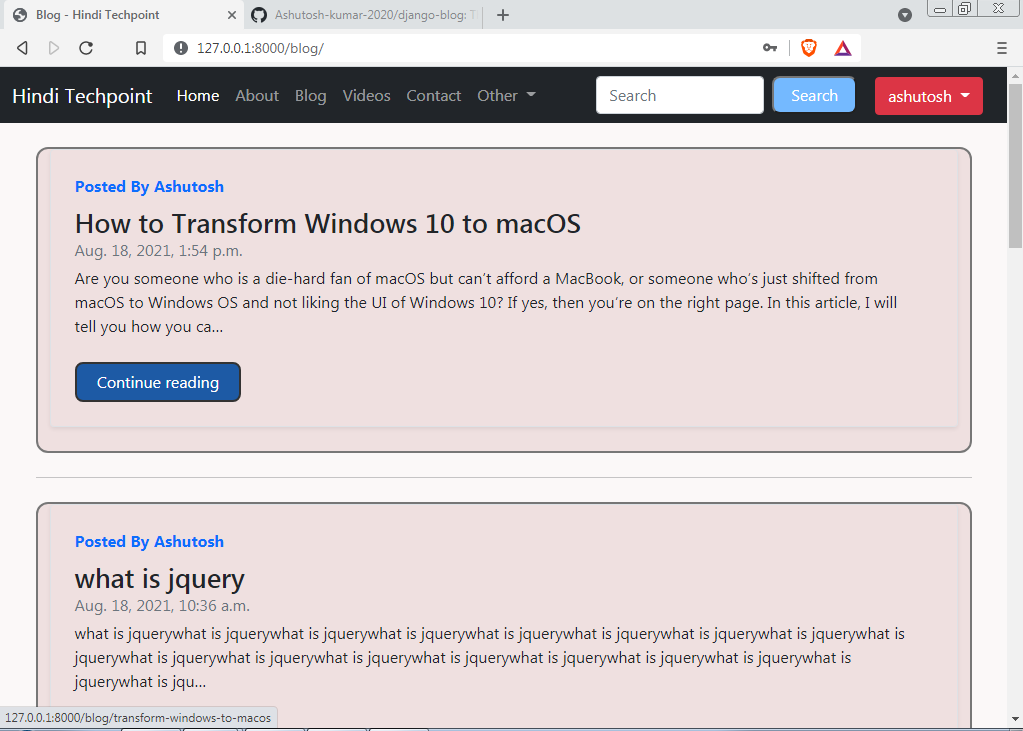 Blog - Hindi Techpoint
Ashutosh-kumar-2020/django-blog:
127.0.0.1:8000/blog/
Hindi Techpoint Home About Blog Videos Contact Other Search Search ashutosh
Posted By Ashutosh
How to Transform Windows 10 to macOS
Aug. 18, 2021, 1:54 p.m.
Are you someone who is a die-hard fan of macOS but can't afford a MacBook, or someone who's just shifted from
macOS to Windows OS and not liking the UI of Windows 10? If yes, then you're on the right page. In this article, I will
tell you how you ca...
Continue reading
Posted By Ashutosh
what is jquery
Aug. 18, 2021, 10:36 a.m.
what is jquerywhat is jquerywhat is jquerywhat is jquerywhat is jquerywhat is jquerywhat is jquerywhat is jquerywhat is
jquerywhat is jquerywhat is jquerywhat is jquerywhat is jquerywhat is jquerywhat is jquerywhat is jquerywhat is
jquerywhat is jqu...
127.0.0.1:8000/blog/transform-windows-to-macos